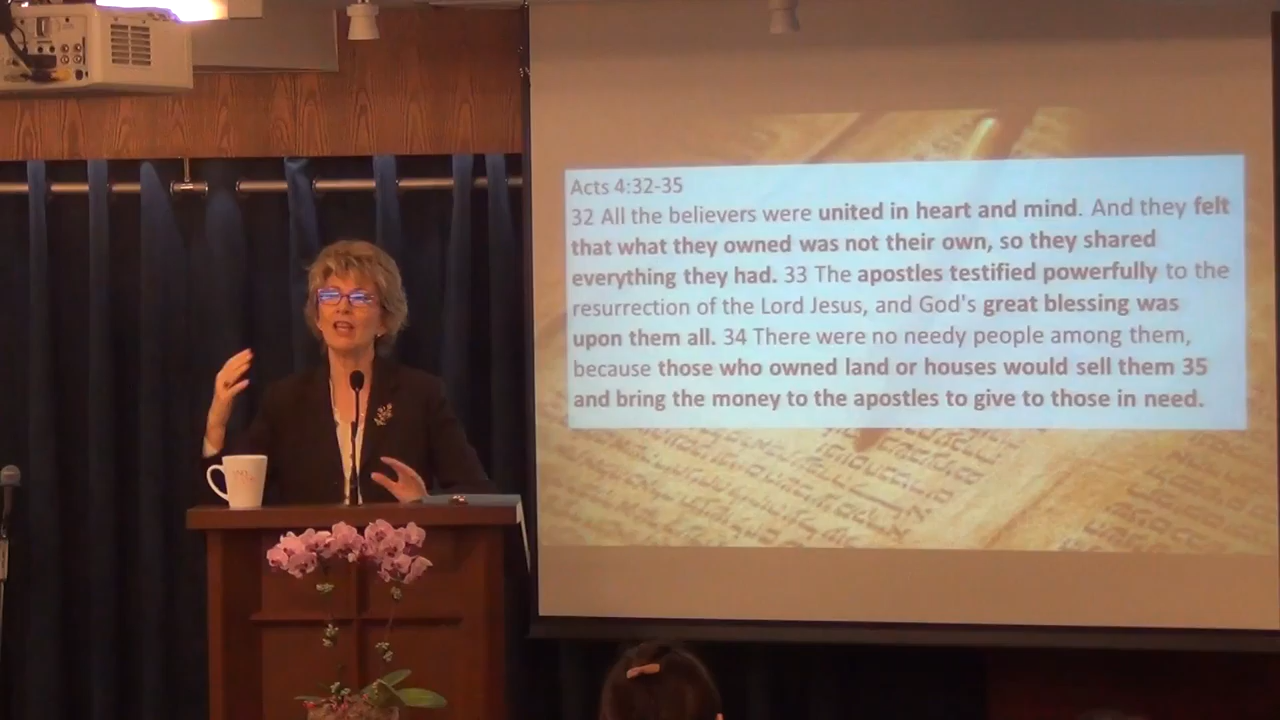 Acts 4:32-35
32 All the believers were united in heart and mind. And they felt
that what they owned was not their own, so they shared
everything they had. 33 The apostles testified powerfully to the
resurrection of the Lord Jesus, and God's great blessing was
upon them all. 34 There were no needy people among them,
because those who owned land or houses would sell them 35
and bring the money to the apostles to give to those in need.